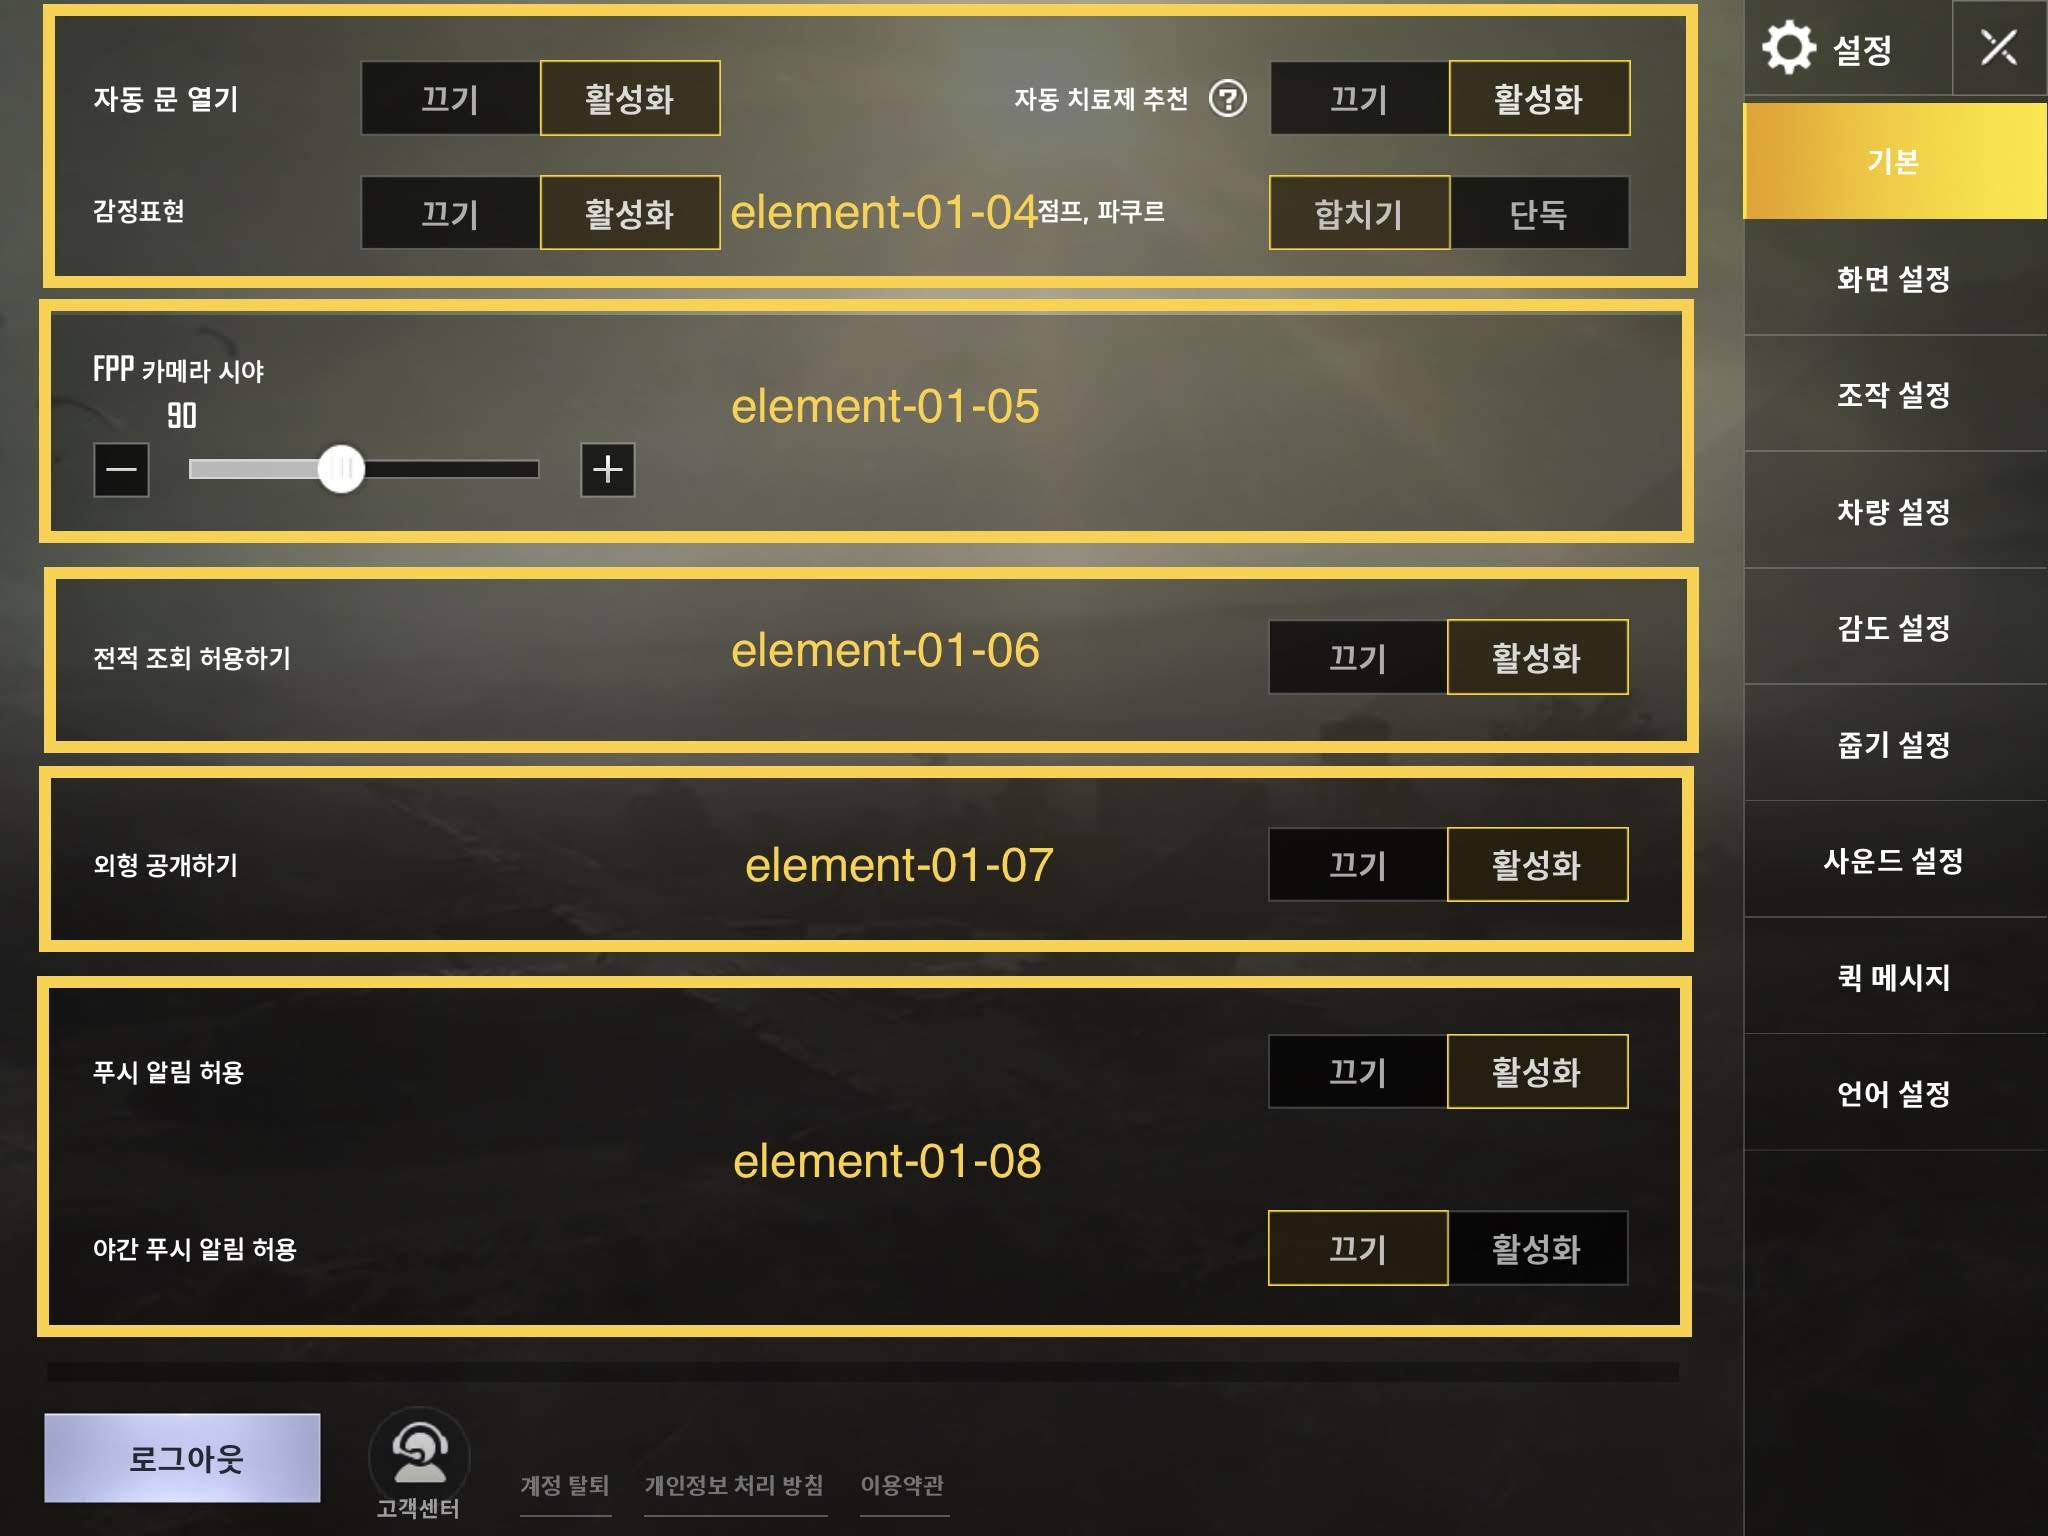 자동 문 열기 끄기 활성화 자동 치료제 추천 ? 끄기 활성화
감정표현 끄기 활성화 element-01-04 점프, 파쿠르 합치기 단독
FPP 카메라 시야
90
element-01-05
전적 조회 허용하기 element-01-06 끄기 활성화
외형 공개하기 element-01-07 끄기 활성화
푸시 알림 허용 끄기 활성화
element-01-08
야간 푸시 알림 허용 끄기 활성화
로그아웃
고객센터
계정 탈퇴 개인정보 처리 방침 이용약관
설정
기본
화면 설정
조작 설정
차량 설정
감도 설정
줍기 설정
사운드 설정
퀵 메시지
언어 설정